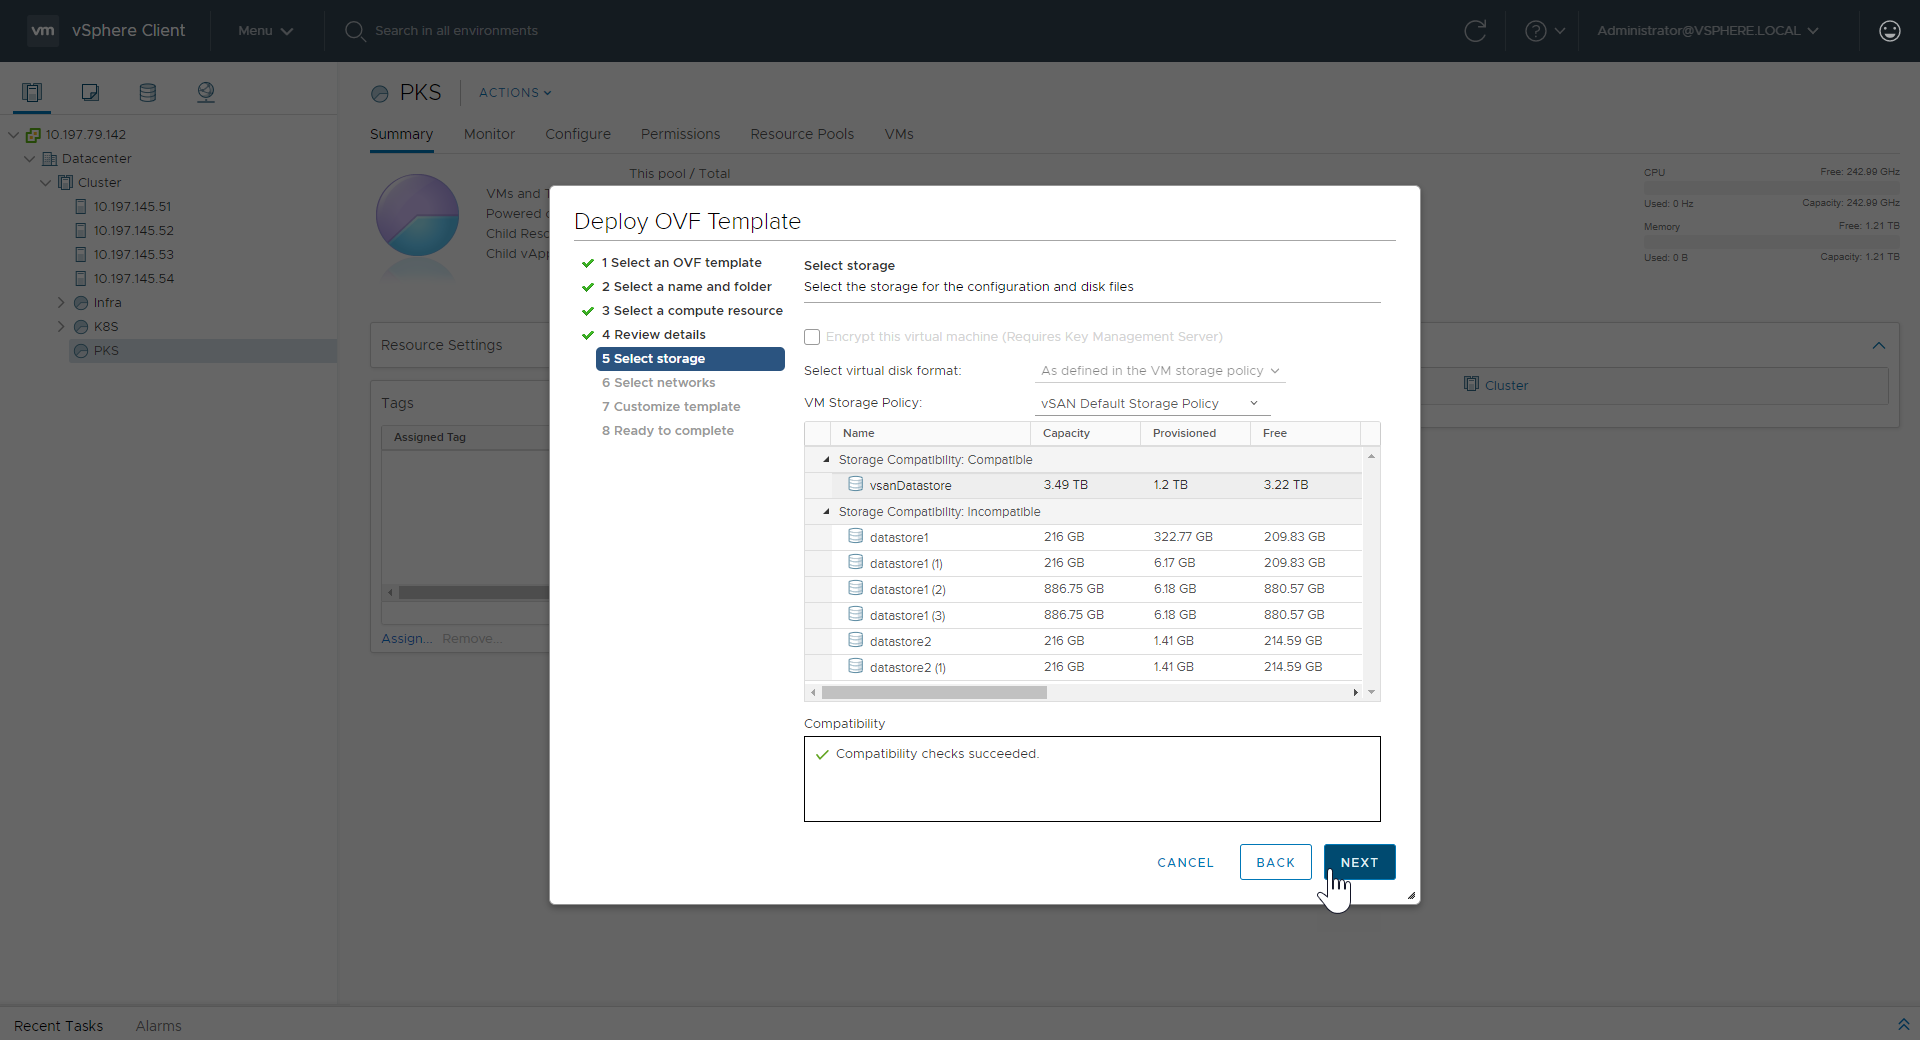 vm vSphere Client Menu Search in all environments Administrator@VSPHERE.LOCAL
10.197.79.142
Datacenter
Cluster
10.197.145.51
10.197.145.52
10.197.145.53
10.197.145.54
Infra
K8S
PKS
PKS ACTIONS
Summary Monitor Configure Permissions Resource Pools VMs
This pool / Total
VMs and
Powered
Child
Child
CPU Free: 242.99 GHz
Used: 0 Hz Capacity: 242.99 GHz
Memory Free: 1.21 TB
Used: 0 B Capacity: 1.21 TB
Resource Settings
Tags
Assigned Tag
Assign... Remove...
Cluster
Deploy OVF Template
1 Select an OVF template
2 Select a name and folder
3 Select a compute resource
4 Review details
5 Select storage
6 Select networks
7 Customize template
8 Ready to complete
Select storage
Select the storage for the configuration and disk files
Encrypt this virtual machine (Requires Key Management Server)
Select virtual disk format: As defined in the VM storage policy
VM Storage Policy: vSAN Default Storage Policy
Name Capacity Provisioned Free
Storage Compatibility: Compatible
vsanDatastore 3.49 TB 1.2 TB 3.22 TB
Storage Compatibility: Incompatible
datastore1 216 GB 322.77 GB 209.83 GB
datastore1 (1) 216 GB 6.17 GB 209.83 GB
datastore1 (2) 886.75 GB 6.18 GB 880.57 GB
datastore1 (3) 886.75 GB 6.18 GB 880.57 GB
datastore2 216 GB 1.41 GB 214.59 GB
datastore2 (1) 216 GB 1.41 GB 214.59 GB
Compatibility
Compatibility checks succeeded.
CANCEL BACK NEXT
Recent Tasks Alarms